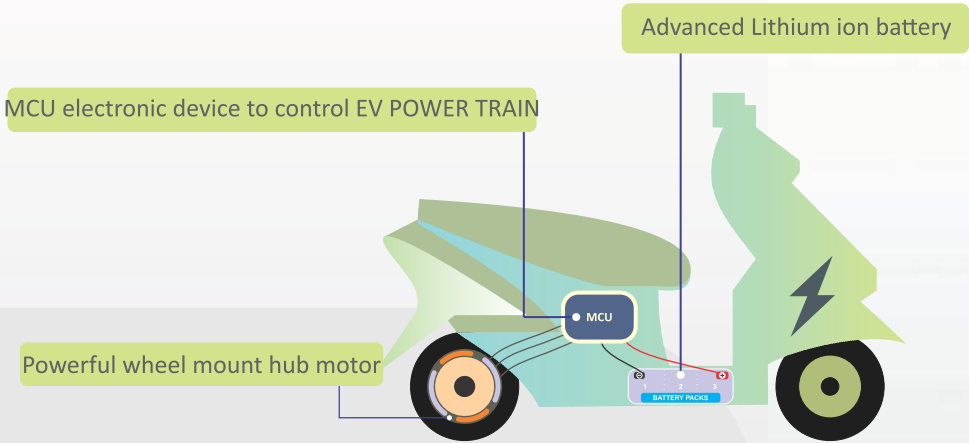 Advanced Lithium ion battery
MCU electronic device to control EV POWER TRAIN
MCU
Powerful wheel mount hub motor
1 2 3
BATTERY PACKS